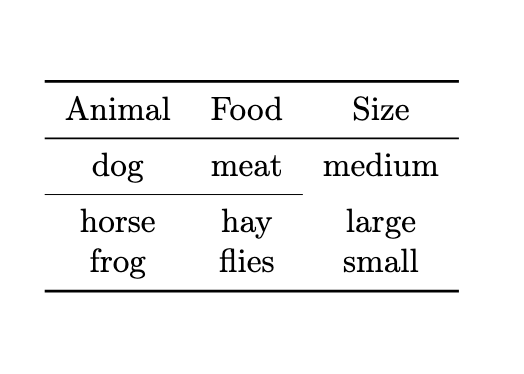 Animal Food Size
dog meat medium
horse hay large
frog flies small